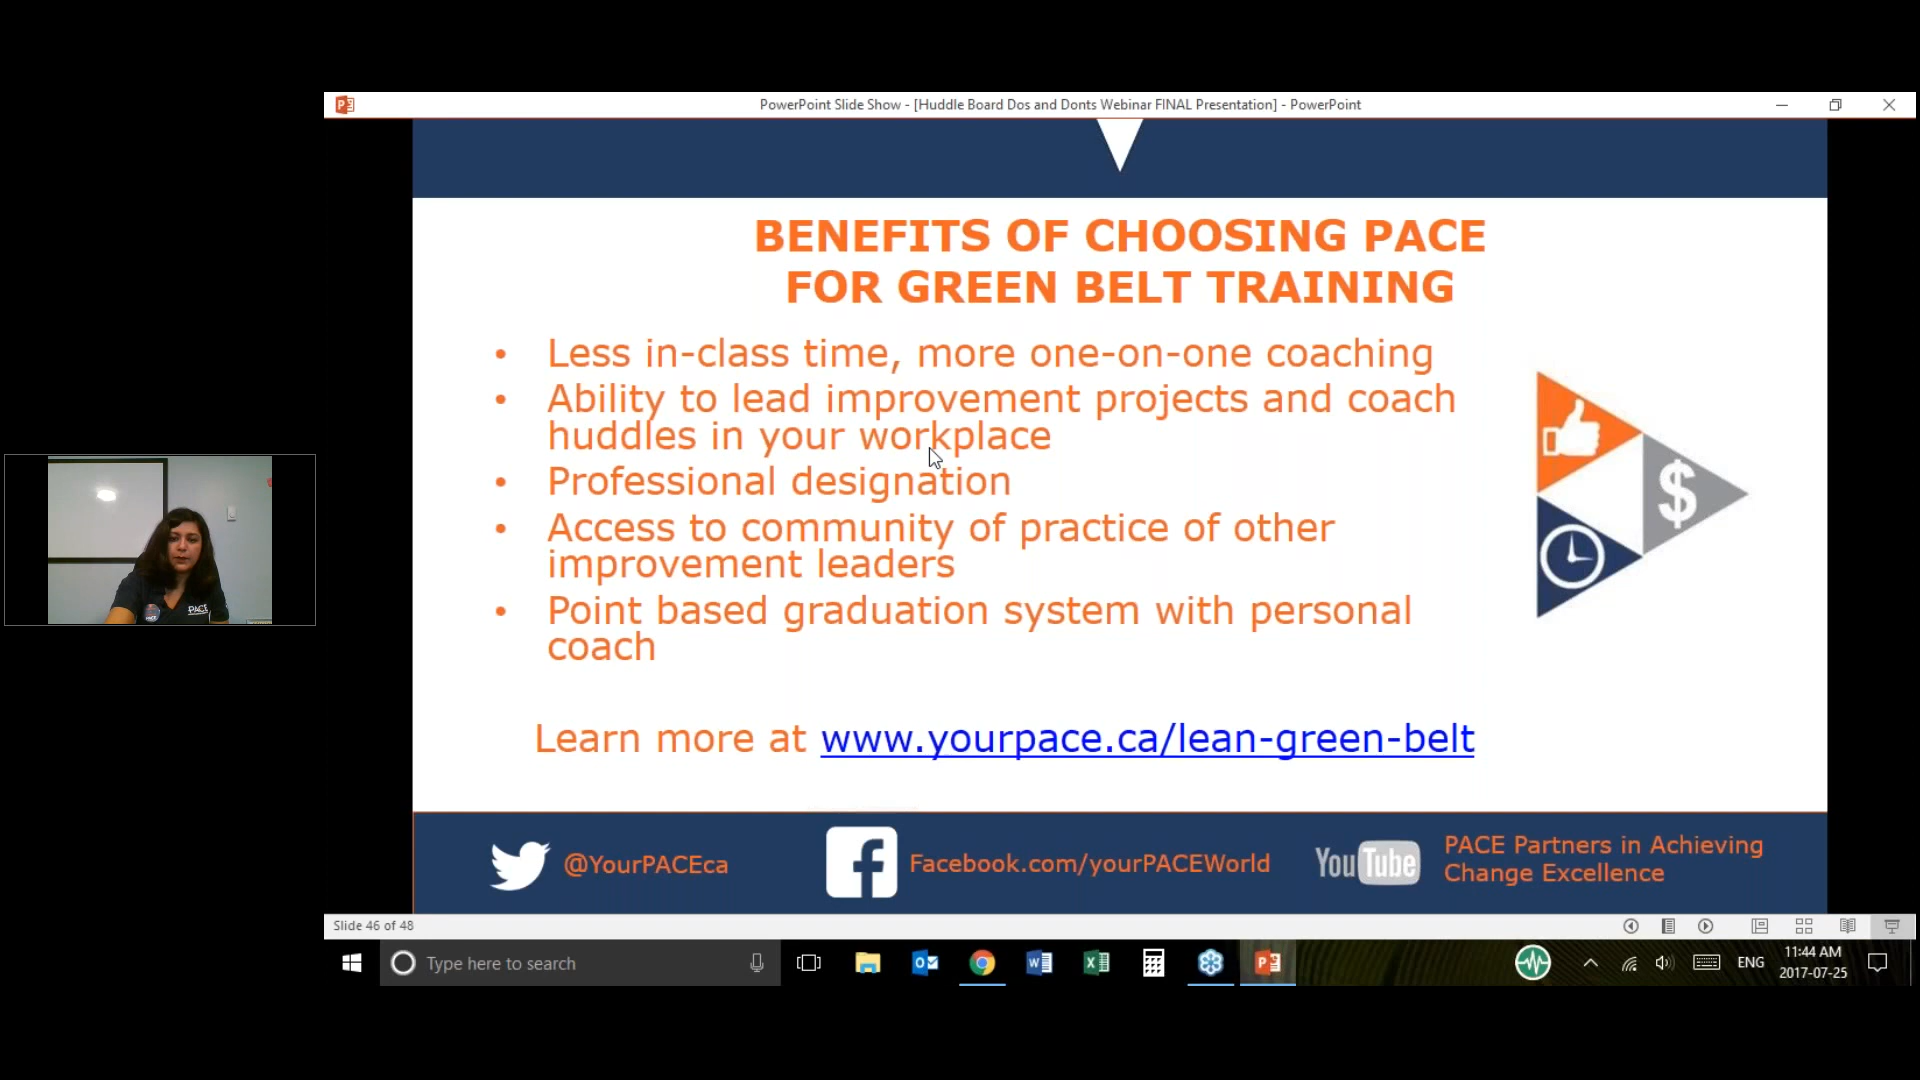 PowerPoint Slide Show - [Huddle Board Dos and Donts Webinar FINAL Presentation] - PowerPoint
BENEFITS OF CHOOSING PACE
FOR GREEN BELT TRAINING
• Less in-class time, more one-on-one coaching
• Ability to lead improvement projects and coach
huddles in your workplace
• Professional designation
• Access to community of practice of other
improvement leaders
• Point based graduation system with personal
coach
$
PACE
Learn more at www.yourpace.ca/lean-green-belt
@YourPACEca
Facebook.com/yourPACEWorld
YouTube
PACE Partners in Achieving
Change Excellence
Slide 46 of 48
Type here to search
ENG
11:44 AM
2017-07-25